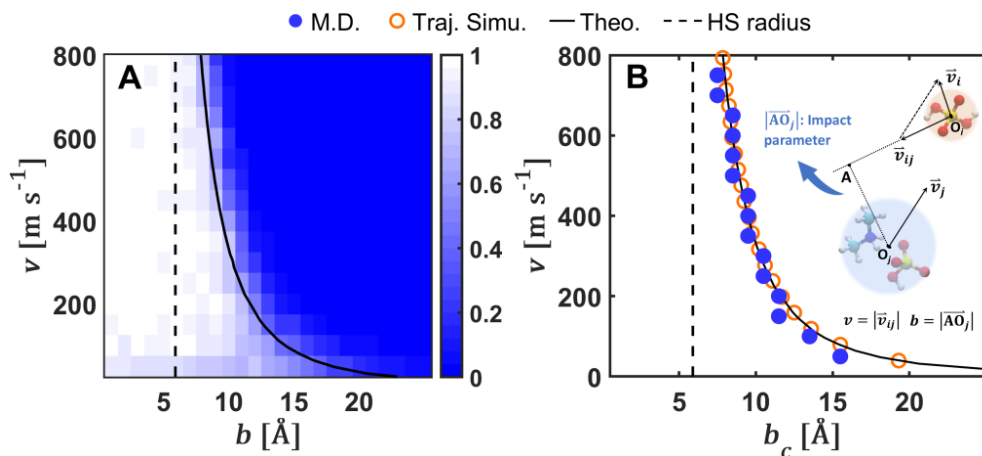 M.D. Traj. Simu. Theo. HS radius
A
800
600
400
200
v [m s⁻¹]
5 10 15 20
b [Å]
1
0.8
0.6
0.4
0.2
0
B
800
600
400
200
0
v [m s⁻¹]
5 10 15 20
b_c [Å]
|AO⃗ⱼ|: Impact
parameter
v⃗ᵢ
Oᵢ
v⃗ᵢⱼ
A
v⃗ⱼ
Oⱼ
v = |v⃗ᵢⱼ| b = |AO⃗ⱼ|